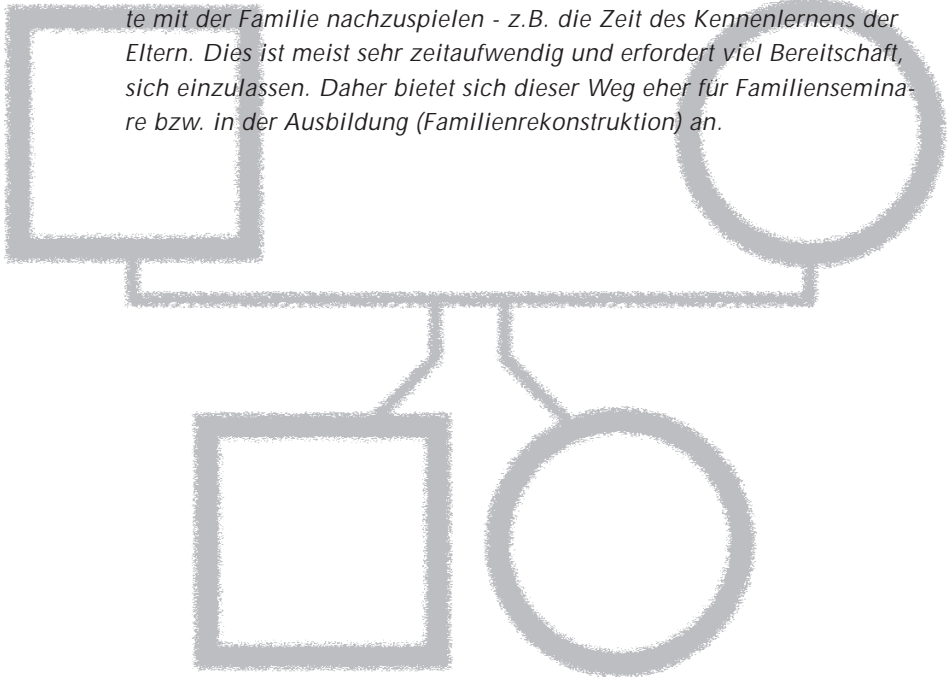 te mit der Familie nachzuspielen - z.B. die Zeit des Kennenlernens der
Eltern. Dies ist meist sehr zeitaufwendig und erfordert viel Bereitschaft,
sich einzulassen. Daher bietet sich dieser Weg eher für Familiensemina-
re bzw. in der Ausbildung (Familienrekonstruktion) an.